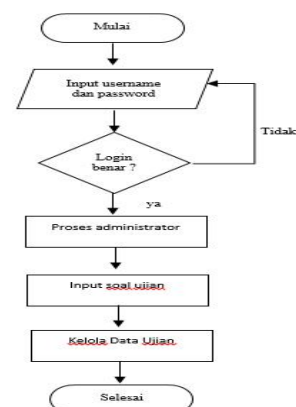 Mulai
Input username
dan password
Tidak
Login
benar ?
ya
Proses administrator
Input soal ujian
Kelola Data Ujian
Selesai